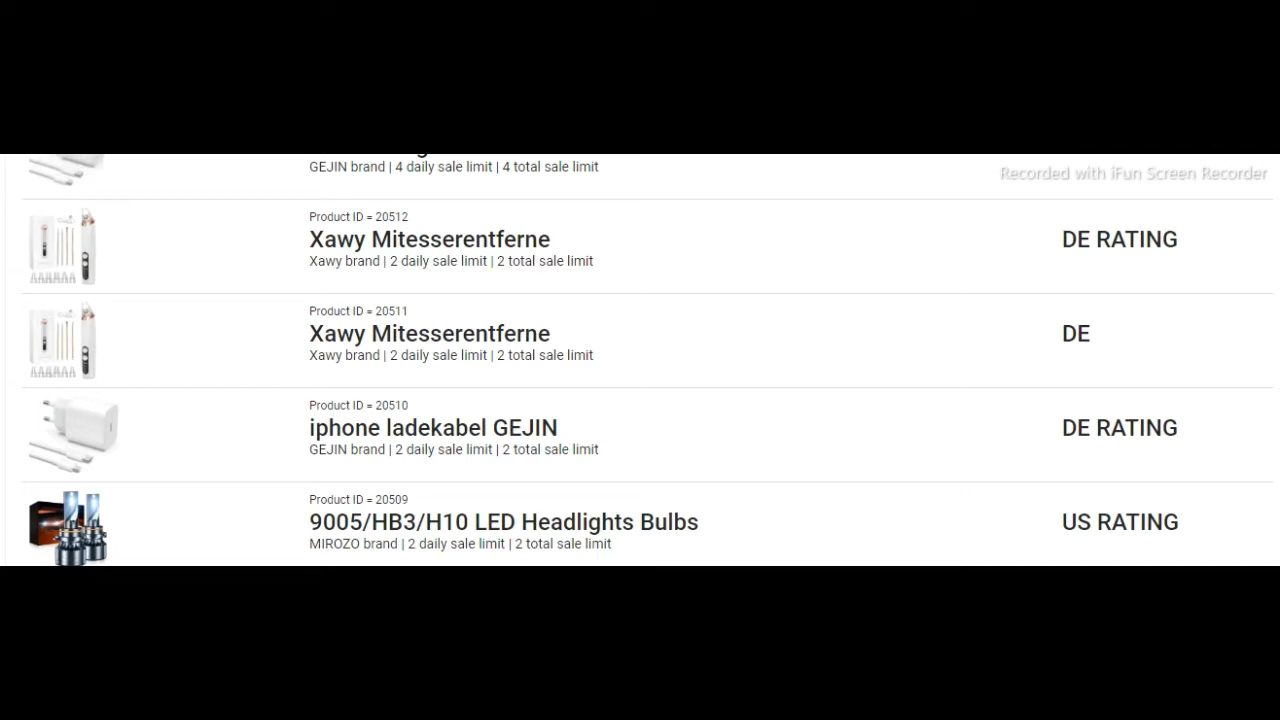 GEJIN brand | 4 daily sale limit | 4 total sale limit
Recorded with iFun Screen Recorder
Product ID = 20512
Xawy Mitesserentferne
DE RATING
Xawy brand | 2 daily sale limit | 2 total sale limit
Product ID = 20511
Xawy Mitesserentferne
DE
Xawy brand | 2 daily sale limit | 2 total sale limit
Product ID = 20510
iphone ladekabel GEJIN
DE RATING
GEJIN brand | 2 daily sale limit | 2 total sale limit
Product ID = 20509
9005/HB3/H10 LED Headlights Bulbs
US RATING
MIROZO brand | 2 daily sale limit | 2 total sale limit